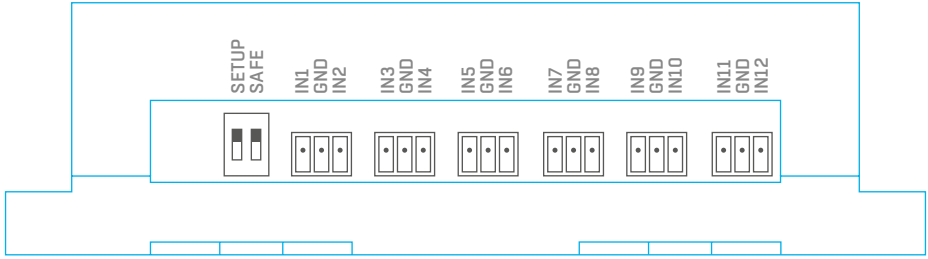 SETUP
SAFE
IN1
GND
IN2
IN3
GND
IN4
IN5
GND
IN6
IN7
GND
IN8
IN9
GND
IN10
IN11
GND
IN12